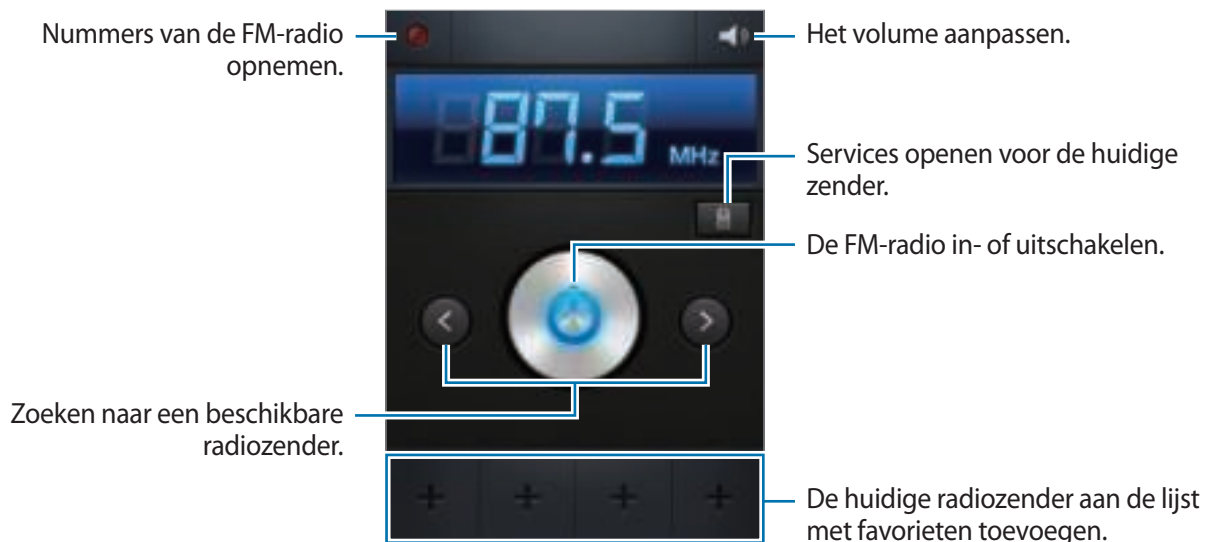 Nummers van de FM-radio
opnemen.
Het volume aanpassen.
87.5
MHz
Services openen voor de huidige
zender.
De FM-radio in- of uitschakelen.
Zoeken naar een beschikbare
radiozender.
De huidige radiozender aan de lijst
met favorieten toevoegen.